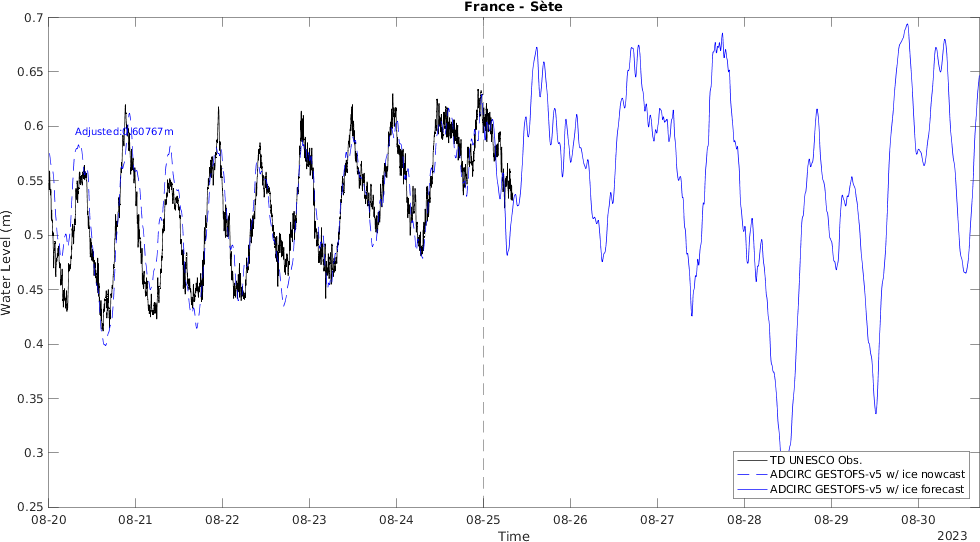 France - Sète
Water Level (m)
0.7
0.65
0.6
0.55
0.5
0.45
0.4
0.35
0.3
0.25
Adjusted:0.60767m
TD UNESCO Obs.
ADCIRC GESTOFS-v5 w/ ice nowcast
ADCIRC GESTOFS-v5 w/ ice forecast
08-20 08-21 08-22 08-23 08-24 08-25 08-26 08-27 08-28 08-29 08-30
Time
2023